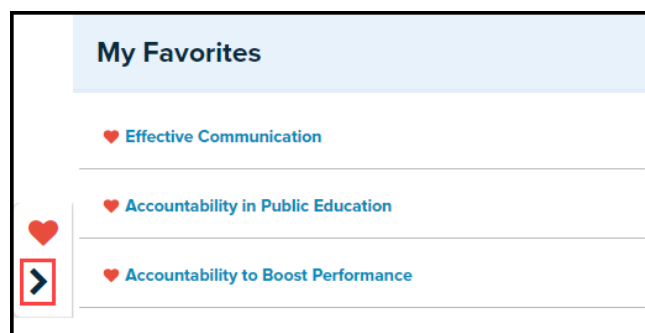 My Favorites
Effective Communication
Accountability in Public Education
Accountability to Boost Performance